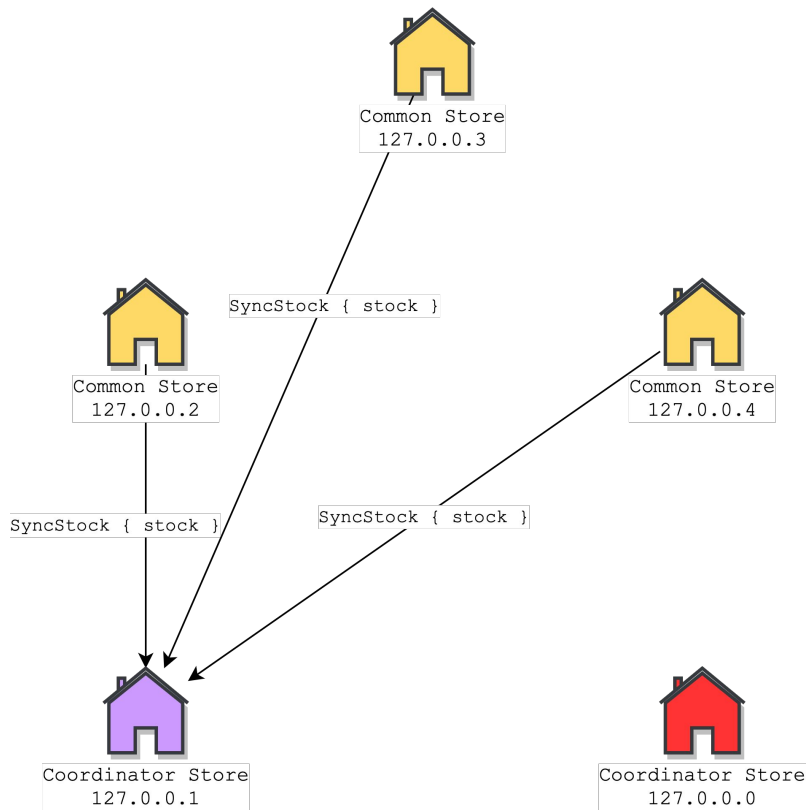 Common Store
127.0.0.3
SyncStock { stock }
Common Store
127.0.0.2
Common Store
127.0.0.4
SyncStock { stock }
SyncStock { stock }
Coordinator Store
127.0.0.1
Coordinator Store
127.0.0.0